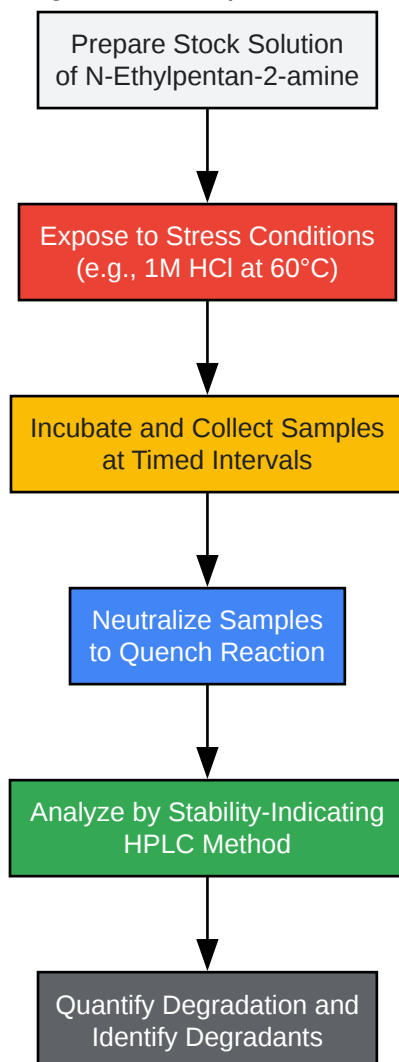 Prepare Stock Solution
of N-Ethylpentan-2-amine
Expose to Stress Conditions
(e.g., 1M HCl at 60°C)
Incubate and Collect Samples
at Timed Intervals
Neutralize Samples
to Quench Reaction
Analyze by Stability-Indicating
HPLC Method
Quantify Degradation and
Identify Degradants